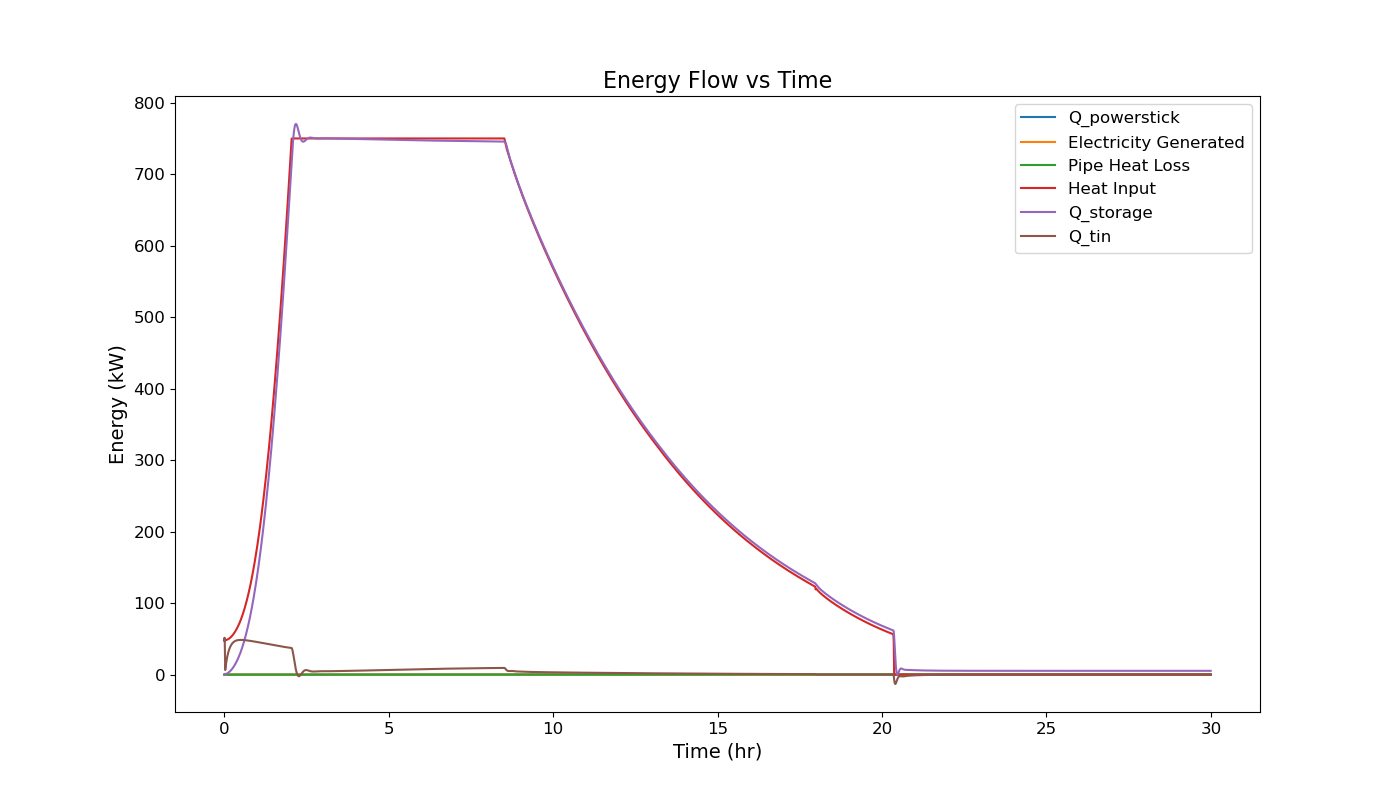 Energy Flow vs Time
Energy (kW)
800
700
600
500
400
300
200
100
0
Q_powerstick
Electricity Generated
Pipe Heat Loss
Heat Input
Q_storage
Q_tin
0 5 10 15 20 25 30
Time (hr)